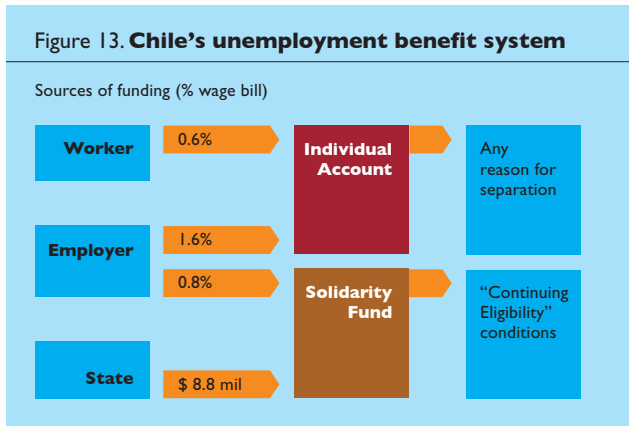 Figure 13. Chile's unemployment benefit system
Sources of funding (% wage bill)
Worker
0.6%
Individual
Account
Any
reason for
separation
Employer
1.6%
0.8%
Solidarity
Fund
“Continuing
Eligibility”
conditions
State
$ 8.8 mil